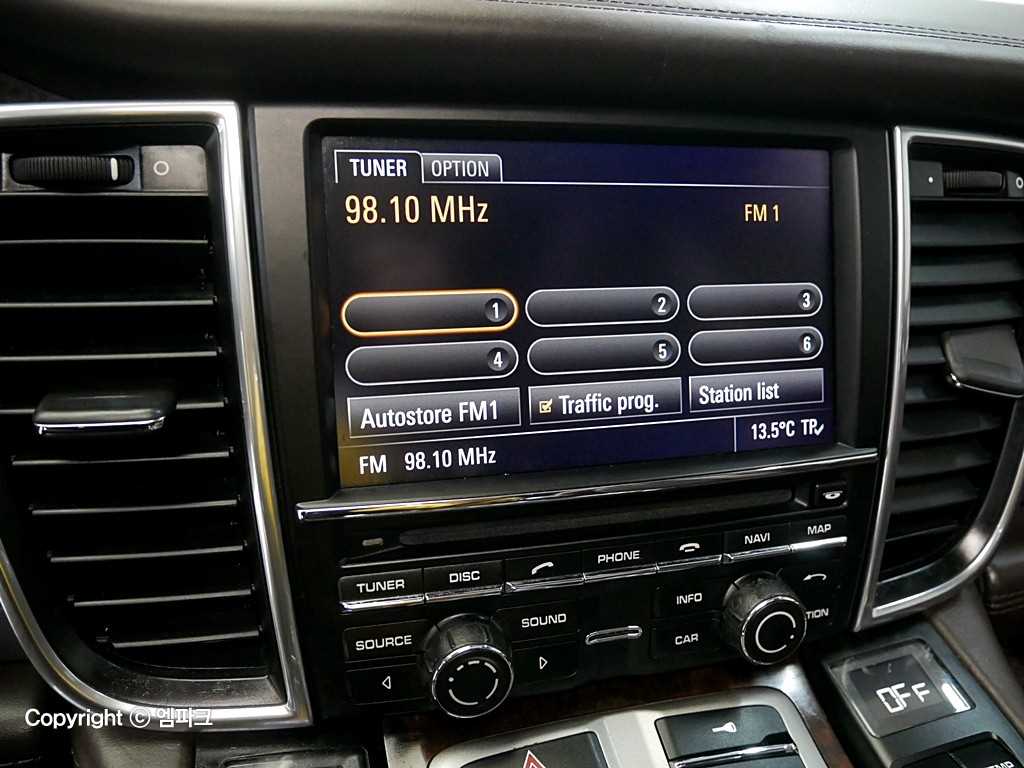 TUNER OPTION
98.10 MHz FM 1
1 2 3
4 5 6
Autostore FM1 Traffic prog. Station list
FM 98.10 MHz 13.5°C TP
TUNER DISC PHONE NAVI MAP
SOURCE SOUND INFO
CAR
OFF
Copyright © 엠파크